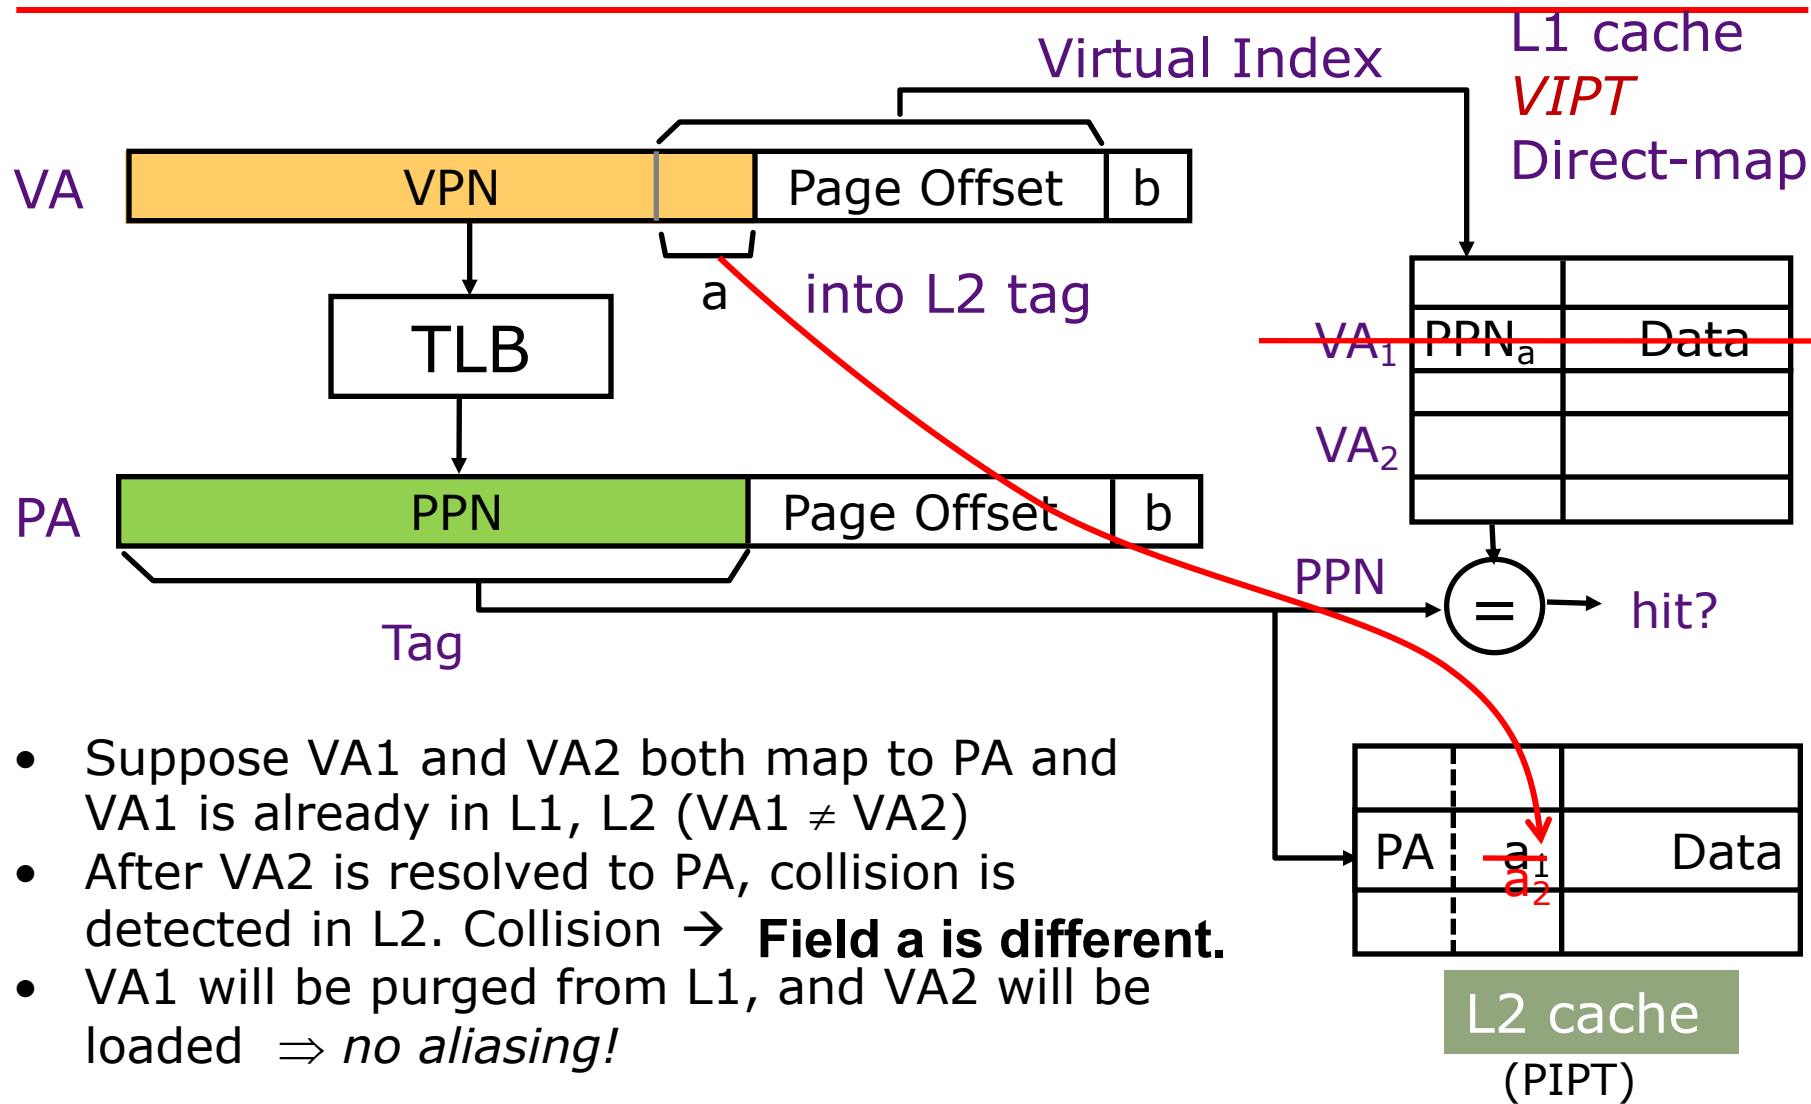 L1 cache
VIPT
Direct-map
Virtual Index
VA
VPN
Page Offset
b
a
into L2 tag
TLB
VA1
PPNa
Data
VA2
PA
PPN
Page Offset
b
PPN
=
hit?
Tag
• Suppose VA1 and VA2 both map to PA and
VA1 is already in L1, L2 (VA1 ≠ VA2)
• After VA2 is resolved to PA, collision is
detected in L2. Collision → Field a is different.
• VA1 will be purged from L1, and VA2 will be
loaded ⇒ no aliasing!
PA
a1
a2
Data
L2 cache
(PIPT)